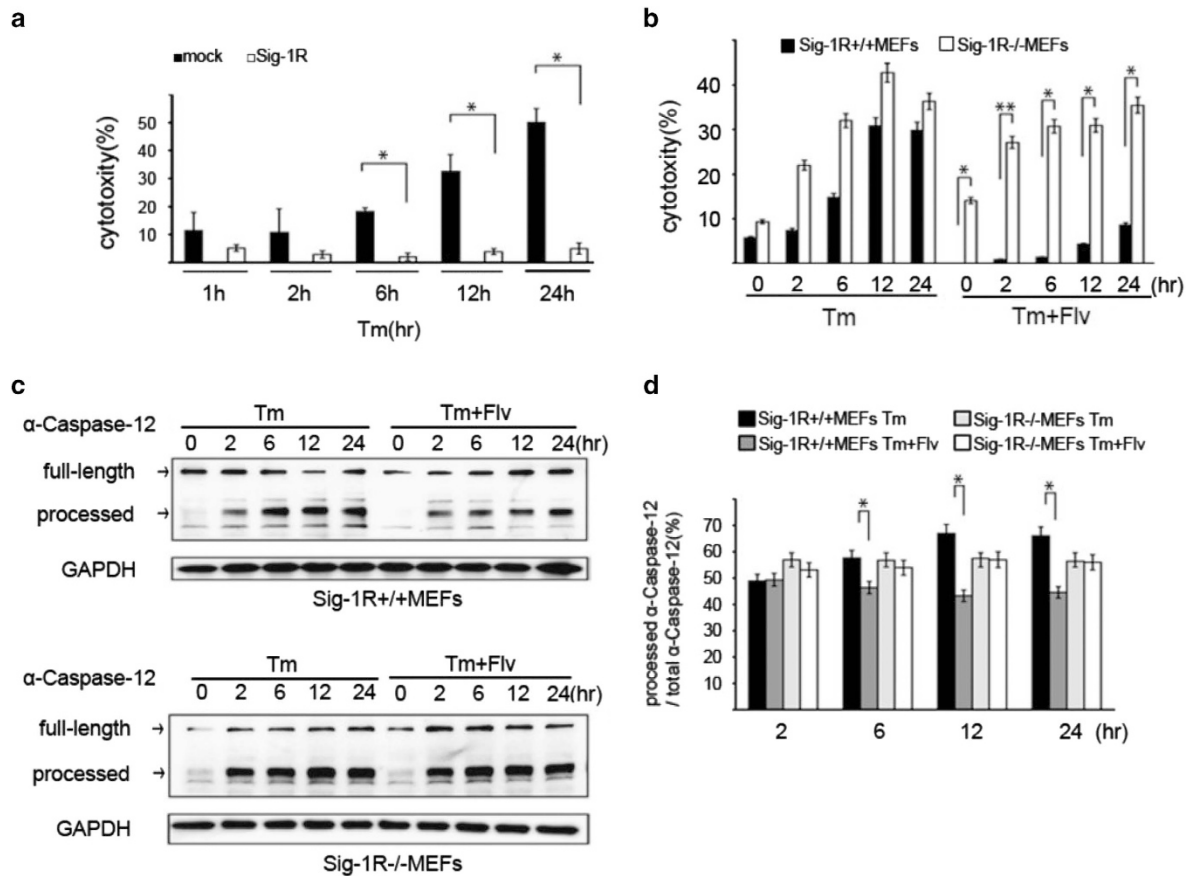 a
■mock □Sig-1R
cytotoxity(%)
50
40
30
20
10
* * *
1h 2h 6h 12h 24h
Tm(hr)
b
■Sig-1R+/+MEFs □Sig-1R-/-MEFs
cytotoxity(%)
40
30
20
10
* ** * * *
0 2 6 12 24 0 2 6 12 24 (hr)
Tm Tm+Flv
c
α-Caspase-12
Tm Tm+Flv
0 2 6 12 24 0 2 6 12 24(hr)
full-length →
processed →
GAPDH
Sig-1R+/+MEFs
α-Caspase-12
Tm Tm+Flv
0 2 6 12 24 0 2 6 12 24(hr)
full-length →
processed →
GAPDH
Sig-1R-/-MEFs
d
Sig-1R+/+MEFs Tm Sig-1R-/-MEFs Tm
Sig-1R+/+MEFs Tm+Flv Sig-1R-/-MEFs Tm+Flv
processed α-Caspase-12
/ total α-Caspase-12(%)
70
60
50
40
30
20
10
* * *
2 6 12 24 (hr)